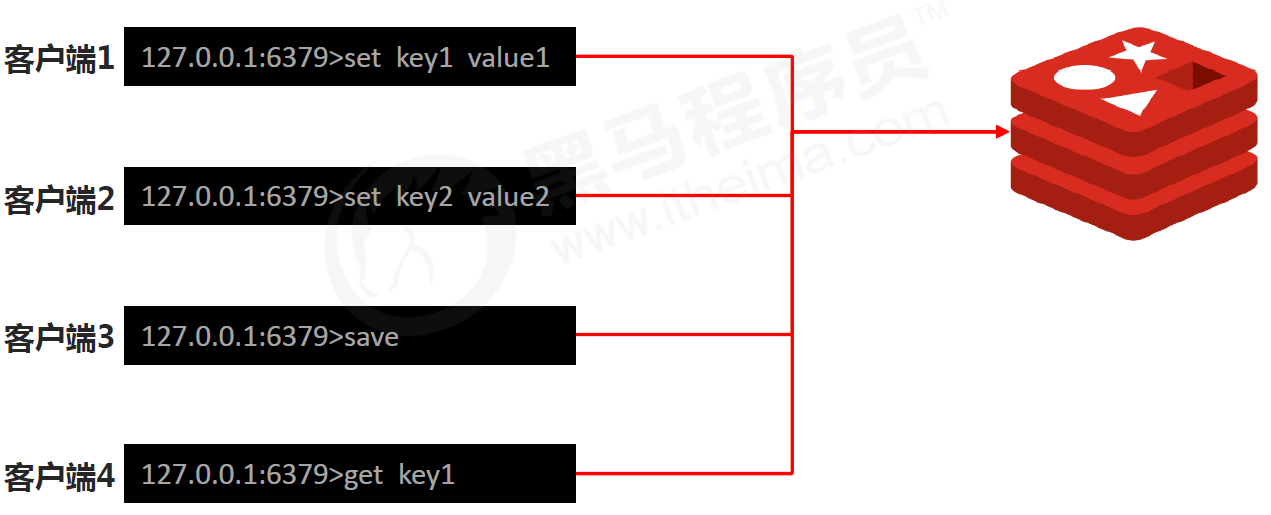 客户端1 127.0.0.1:6379>set key1 value1
客户端2 127.0.0.1:6379>set key2 value2
客户端3 127.0.0.1:6379>save
客户端4 127.0.0.1:6379>get key1
黑马程序员™
www.itheima.com